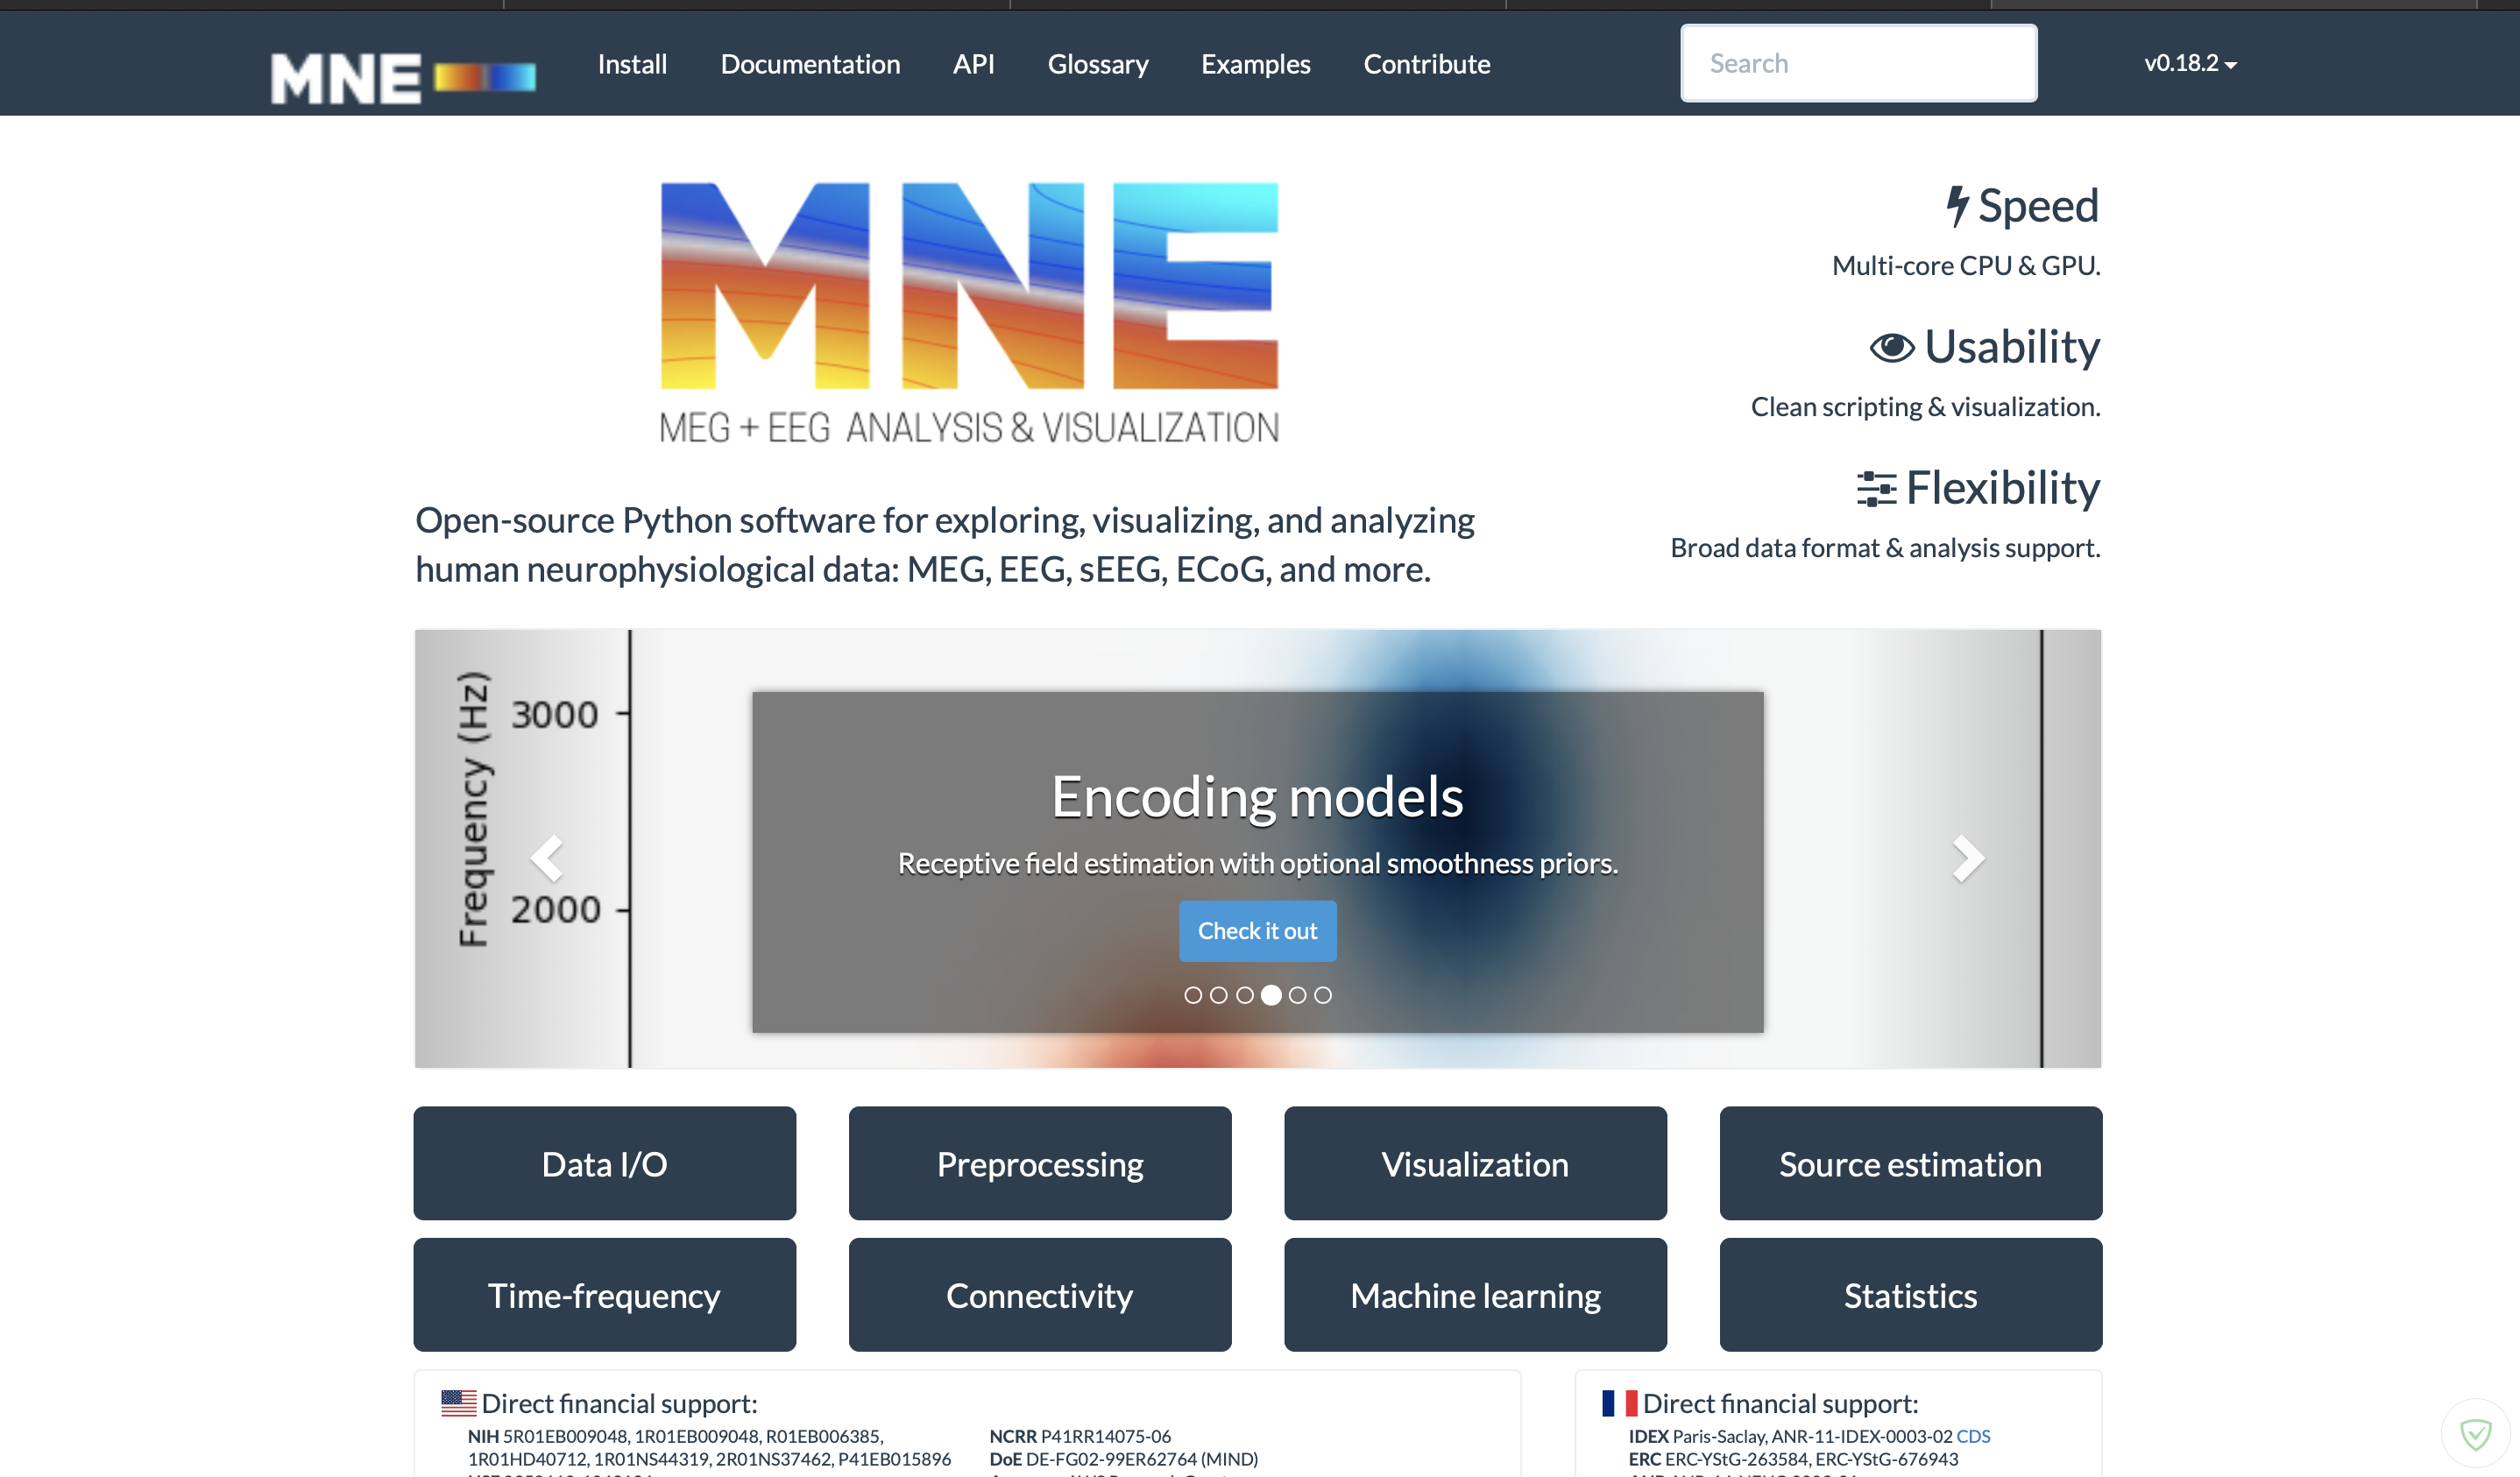 MNE
Install Documentation API Glossary Examples Contribute Search v0.18.2
MNE
MEG + EEG ANALYSIS & VISUALIZATION
Open-source Python software for exploring, visualizing, and analyzing
human neurophysiological data: MEG, EEG, sEEG, ECoG, and more.
Speed
Multi-core CPU & GPU.
Usability
Clean scripting & visualization.
Flexibility
Broad data format & analysis support.
Frequency (Hz)
3000
2000
Encoding models
Receptive field estimation with optional smoothness priors.
Check it out
Data I/O
Preprocessing
Visualization
Source estimation
Time-frequency
Connectivity
Machine learning
Statistics
Direct financial support:
NIH 5R01EB009048, 1R01EB009048, R01EB006385,
1R01HD40712, 1R01NS44319, 2R01NS37462, P41EB015896
NCRR P41RR14075-06
DoE DE-FG02-99ER62764 (MIND)
Direct financial support:
IDEX Paris-Saclay, ANR-11-IDEX-0003-02 CDS
ERC ERC-YStG-263584, ERC-YStG-676943